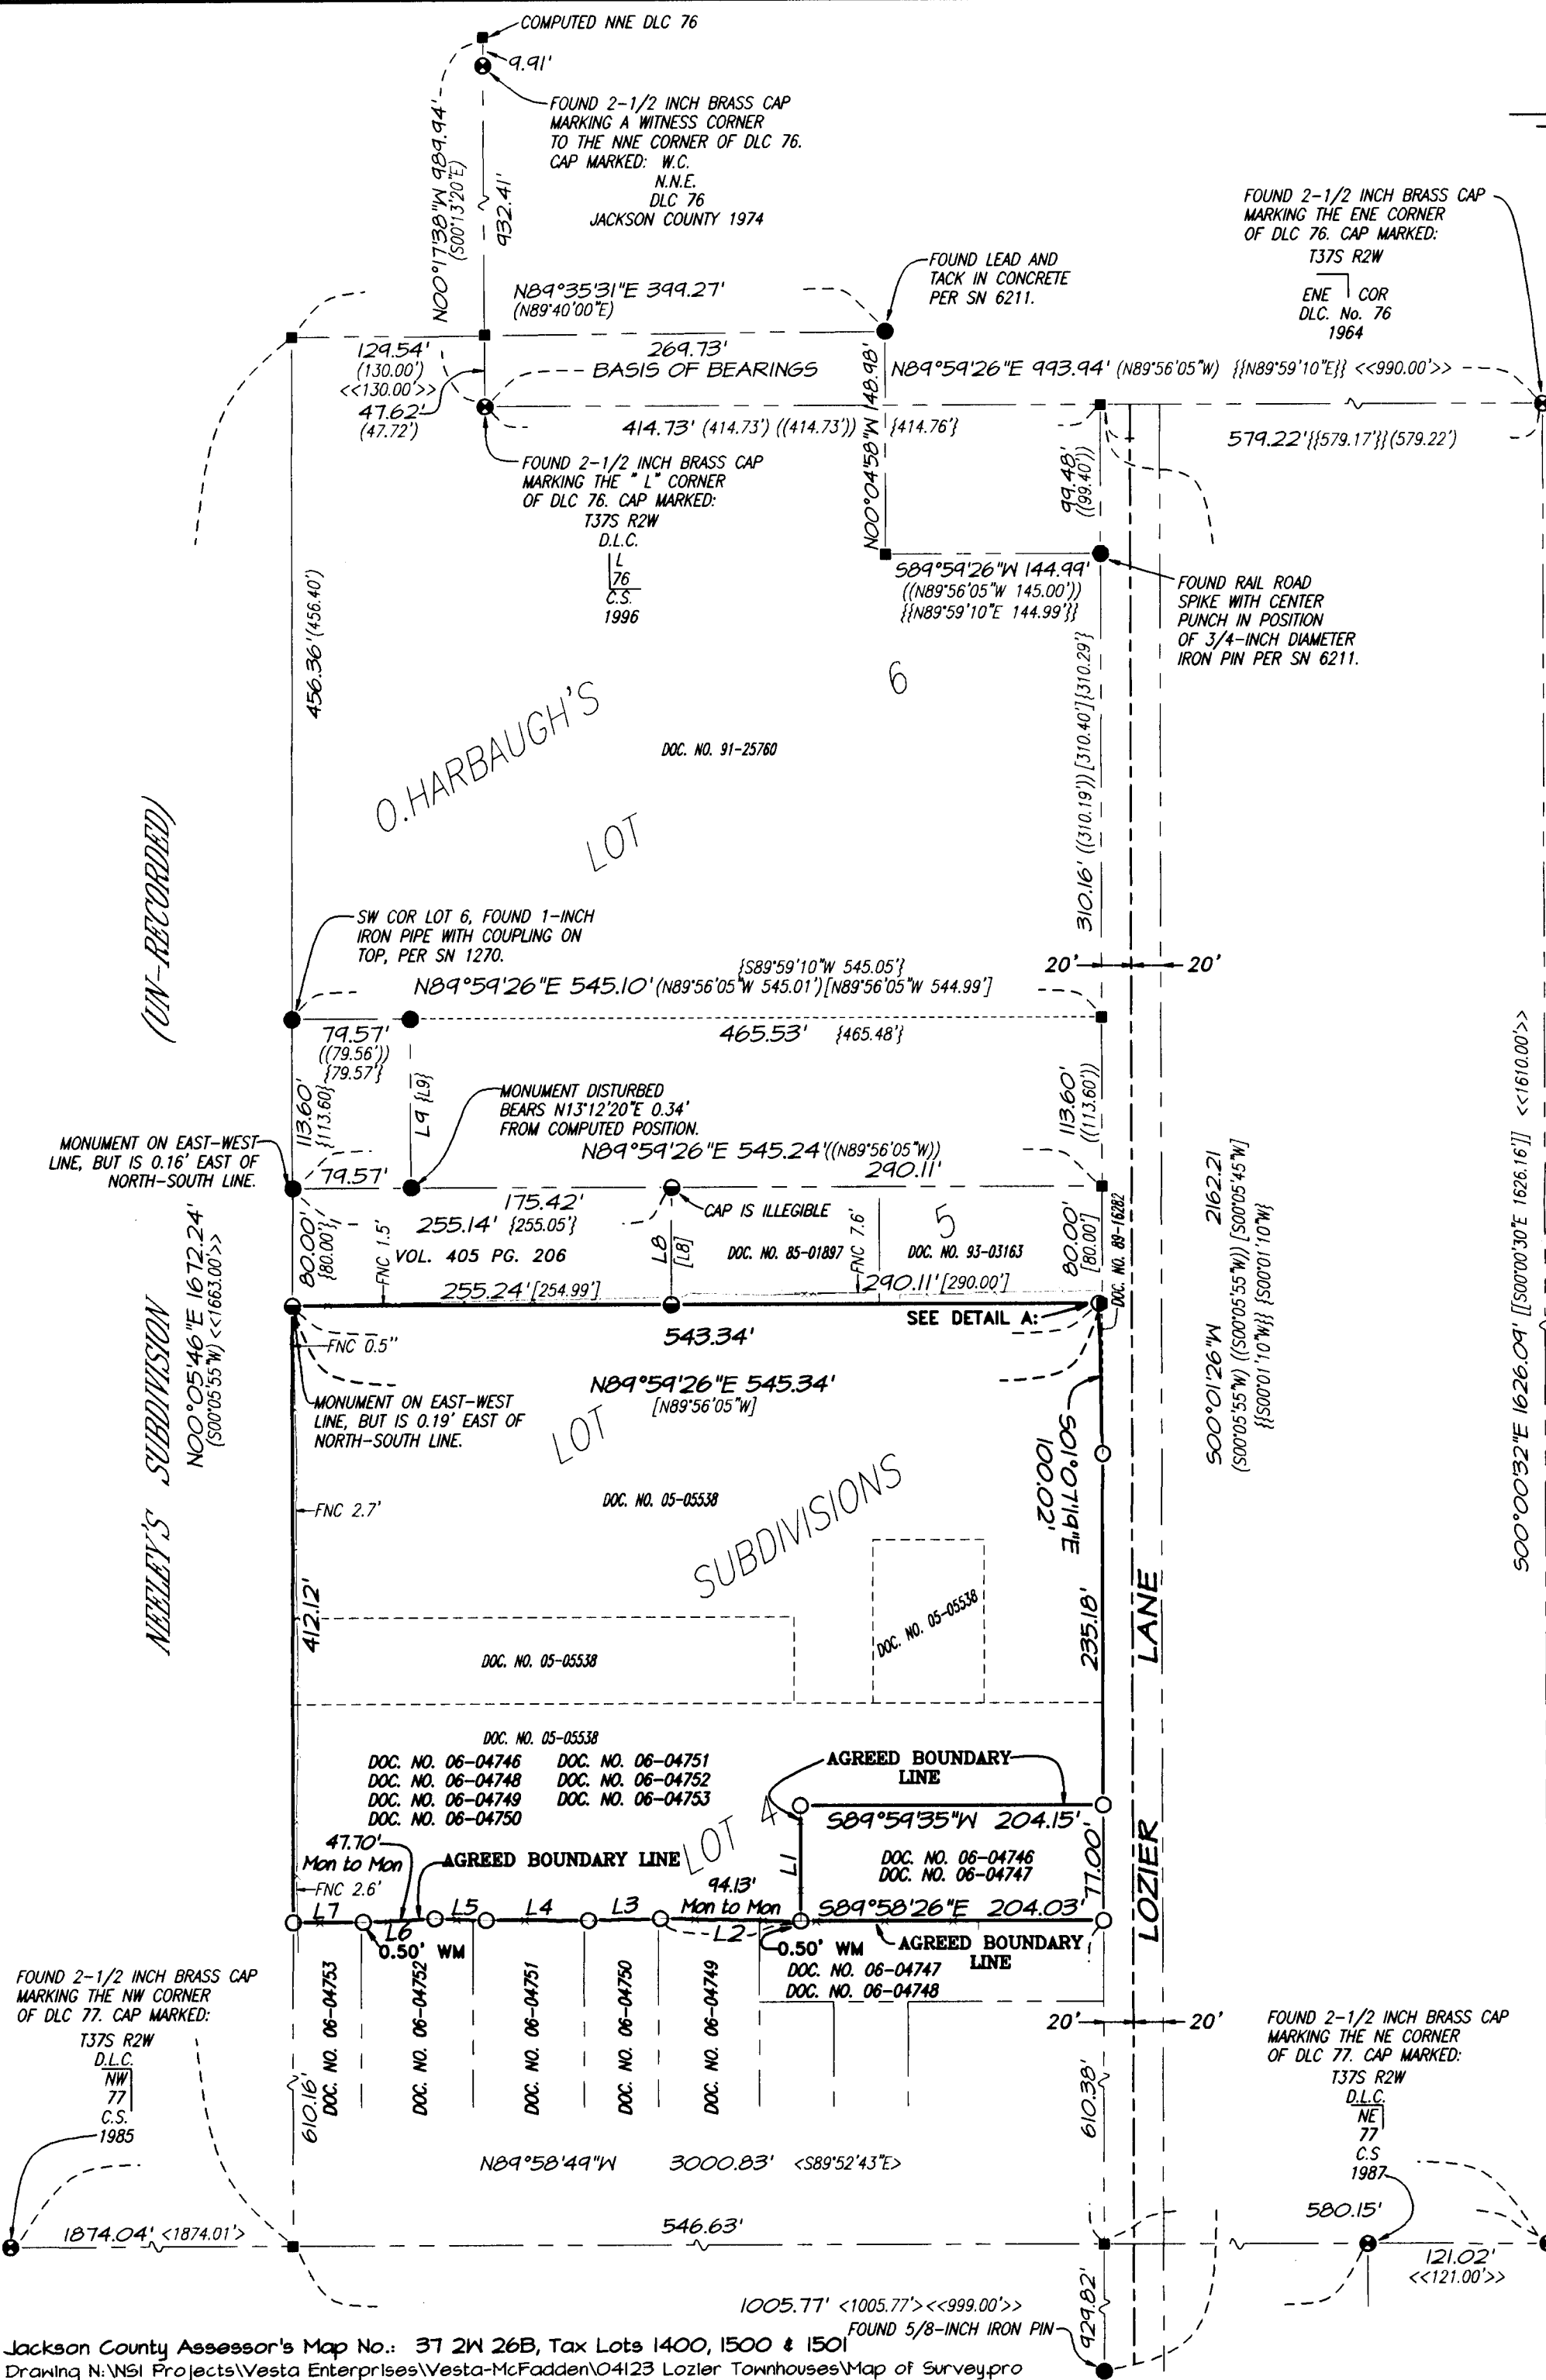 COMPUTED NNE DLC 76
9.91'
FOUND 2-1/2 INCH BRASS CAP
MARKING A WITNESS CORNER
TO THE NNE CORNER OF DLC 76.
CAP MARKED: W.C.
N.N.E.
DLC 76
JACKSON COUNTY 1974
N00°17'38"W 989.94'
(S00°13'20"E)
932.41'
FOUND 2-1/2 INCH BRASS CAP
MARKING THE ENE CORNER
OF DLC 76. CAP MARKED:
T37S R2W
ENE COR
DLC. No. 76
1964
FOUND LEAD AND
TACK IN CONCRETE
PER SN 6211.
N89°35'31"E 399.27'
(N89°40'00"E)
129.54'
(130.00')
<<130.00'>>
47.62'
(47.72')
269.73'
BASIS OF BEARINGS
N89°59'26"E 993.94' (N89°56'05"W) {{N89°59'10"E}} <<990.00'>>
414.73' (414.73') ((414.73')) {414.76'}
579.22' {{579.17'}} (579.22')
N00°04'58"W 148.98'
99.48'
((99.40'))
FOUND 2-1/2 INCH BRASS CAP
MARKING THE "L" CORNER
OF DLC 76. CAP MARKED:
T37S R2W
D.L.C.
L
76
C.S.
1996
S89°59'26"W 144.99'
((N89°56'05"W 145.00'))
{{N89°59'10"E 144.99'}}
FOUND RAIL ROAD
SPIKE WITH CENTER
PUNCH IN POSITION
OF 3/4-INCH DIAMETER
IRON PIN PER SN 6211.
456.36' (456.40')
O.HARBAUGH'S
LOT
6
DOC. NO. 91-25760
310.16' ((310.19')) [310.40'] {310.29'}
(UN-RECORDED)
SW COR LOT 6, FOUND 1-INCH
IRON PIPE WITH COUPLING ON
TOP, PER SN 1270.
{S89°59'10"W 545.05'}
N89°59'26"E 545.10' (N89°56'05"W 545.01') [N89°56'05"W 544.99']
20'
20'
79.57'
((79.56'))
{79.57'}
465.53' {465.48'}
113.60'
{113.60}
L9 {L9}
113.60'
((113.60'))
MONUMENT DISTURBED
BEARS N13°12'20"E 0.34'
FROM COMPUTED POSITION.
MONUMENT ON EAST-WEST
LINE, BUT IS 0.16' EAST OF
NORTH-SOUTH LINE.
N89°59'26"E 545.24' ((N89°56'05"W))
79.57'
290.11'
175.42'
255.14' {255.05'}
CAP IS ILLEGIBLE
80.00'
{80.00'}
FNC 1.5'
VOL. 405 PG. 206
L8
[L8]
DOC. NO. 85-01897
FNC 7.6'
5
DOC. NO. 93-03163
80.00'
[80.00']
DOC. NO. 89-16282
255.24' [254.99']
290.11' [290.00']
SEE DETAIL A:
543.34'
N89°59'26"E 545.34'
[N89°56'05"W]
FNC 0.5"
MONUMENT ON EAST-WEST
LINE, BUT IS 0.19' EAST OF
NORTH-SOUTH LINE.
NEELEY'S SUBDIVISION
N00°05'46"E 1672.24'
(S00°05'55"W) <<1663.00'>>
S00°01'26"W 2162.21
(S00°05'55"W) ((S00°05'55"W)) [S00°05'45"W]
{{S00°01'10"W}} {S00°01'10"W}
S00°00'32"E 1626.09' [[S00°00'30"E 1626.16']] <<1610.00'>>
LOT
SUBDIVISIONS
FNC 2.7'
DOC. NO. 05-05538
S01°07'19"E
100.02'
412.12'
235.18'
DOC. NO. 05-05538
DOC. NO. 05-05538
LOZIER LANE
DOC. NO. 05-05538
DOC. NO. 06-04746 DOC. NO. 06-04751
DOC. NO. 06-04748 DOC. NO. 06-04752
DOC. NO. 06-04749 DOC. NO. 06-04753
DOC. NO. 06-04750
AGREED BOUNDARY
LINE
LOT 4
S89°59'35"W 204.15'
L1
DOC. NO. 06-04746
DOC. NO. 06-04747
77.00'
47.70'
Mon to Mon
AGREED BOUNDARY LINE
94.13'
Mon to Mon
FNC 2.6'
S89°58'26"E 204.03'
L7
L6
L5
L4
L3
L2
0.50' WM
0.50' WM
AGREED BOUNDARY
LINE
DOC. NO. 06-04747
DOC. NO. 06-04748
DOC. NO. 06-04753
DOC. NO. 06-04752
DOC. NO. 06-04751
DOC. NO. 06-04750
DOC. NO. 06-04749
FOUND 2-1/2 INCH BRASS CAP
MARKING THE NW CORNER
OF DLC 77. CAP MARKED:
T37S R2W
D.L.C.
NW
77
C.S.
1985
20'
20'
FOUND 2-1/2 INCH BRASS CAP
MARKING THE NE CORNER
OF DLC 77. CAP MARKED:
T37S R2W
D.L.C.
NE
77
C.S
1987
610.16'
610.38'
N89°58'49"W 3000.83' <S89°52'43"E>
1874.04' <1874.01'>
546.63'
580.15'
121.02'
<<121.00'>>
1005.77' <1005.77'> <<999.00'>>
929.82'
FOUND 5/8-INCH IRON PIN
Jackson County Assessor's Map No.: 37 2W 26B, Tax Lots 1400, 1500 & 1501
Drawing N:\NSI Projects\Vesta Enterprises\Vesta-McFadden\04123 Lozier Townhouses\Map of Survey.pro